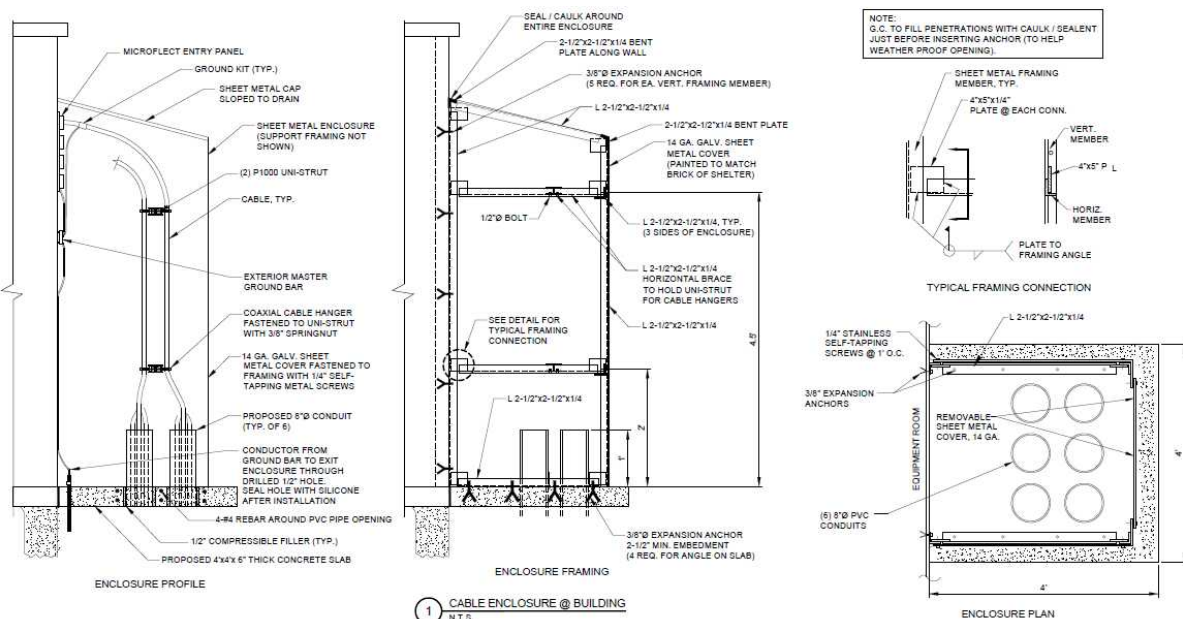 MICROFLECT ENTRY PANEL
GROUND KIT (TYP.)
SHEET METAL CAP
SLOPED TO DRAIN
SHEET METAL ENCLOSURE
(SUPPORT FRAMING NOT
SHOWN)
(2) P1000 UNI-STRUT
CABLE, TYP.
EXTERIOR MASTER
GROUND BAR
COAXIAL CABLE HANGER
FASTENED TO UNI-STRUT
WITH 3/8" SPRINGNUT
14 GA. GALV. SHEET
METAL COVER FASTENED TO
FRAMING WITH 1/4" SELF-
TAPPING METAL SCREWS
PROPOSED 8"Ø CONDUIT
(TYP. OF 6)
CONDUCTOR FROM
GROUND BAR TO EXIT
ENCLOSURE THROUGH
DRILLED 1/2" HOLE.
SEAL HOLE WITH SILICONE
AFTER INSTALLATION
4-#4 REBAR AROUND PVC PIPE OPENING
1/2" COMPRESSIBLE FILLER (TYP.)
PROPOSED 4'x4'x 6" THICK CONCRETE SLAB
ENCLOSURE PROFILE
SEAL / CAULK AROUND
ENTIRE ENCLOSURE
2-1/2"x2-1/2"x1/4 BENT
PLATE ALONG WALL
3/8"Ø EXPANSION ANCHOR
(5 REQ. FOR EA. VERT. FRAMING MEMBER)
L 2-1/2"x2-1/2"x1/4
2-1/2"x2-1/2"x1/4 BENT PLATE
14 GA. GALV. SHEET
METAL COVER
(PAINTED TO MATCH
BRICK OF SHELTER)
1/2"Ø BOLT
L 2-1/2"x2-1/2"x1/4, TYP.
(3 SIDES OF ENCLOSURE)
L 2-1/2"x2-1/2"x1/4
HORIZONTAL BRACE
TO HOLD UNI-STRUT
FOR CABLE HANGERS
SEE DETAIL FOR
TYPICAL FRAMING
CONNECTION
L 2-1/2"x2-1/2"x1/4
L 2-1/2"x2-1/2"x1/4
4.5'
2'
1'
3/8"Ø EXPANSION ANCHOR
2-1/2" MIN. EMBEDMENT
(4 REQ. FOR ANGLE ON SLAB)
ENCLOSURE FRAMING
1 CABLE ENCLOSURE @ BUILDING
N.T.S.
NOTE:
G.C. TO FILL PENETRATIONS WITH CAULK / SEALENT
JUST BEFORE INSERTING ANCHOR (TO HELP
WEATHER PROOF OPENING).
SHEET METAL FRAMING
MEMBER, TYP.
4"x5"x1/4"
PLATE @ EACH CONN.
VERT.
MEMBER
4"x5" P L
HORIZ.
MEMBER
PLATE TO
FRAMING ANGLE
TYPICAL FRAMING CONNECTION
L 2-1/2"x2-1/2"x1/4
1/4" STAINLESS
SELF-TAPPING
SCREWS @ 1' O.C.
3/8" EXPANSION
ANCHORS
REMOVABLE
SHEET METAL
COVER, 14 GA.
EQUIPMENT ROOM
(6) 8"Ø PVC
CONDUITS
4'
4'
ENCLOSURE PLAN